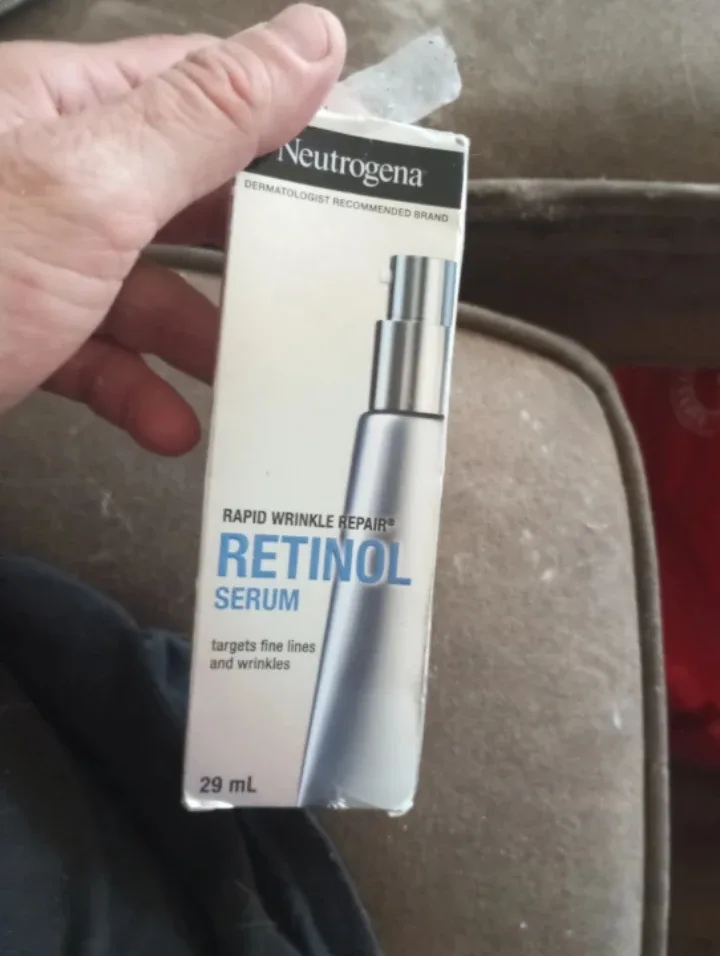 Neutrogena
DERMATOLOGIST RECOMMENDED BRAND
RAPID WRINKLE REPAIR®
RETINOL
SERUM
targets fine lines
and wrinkles
29 mL